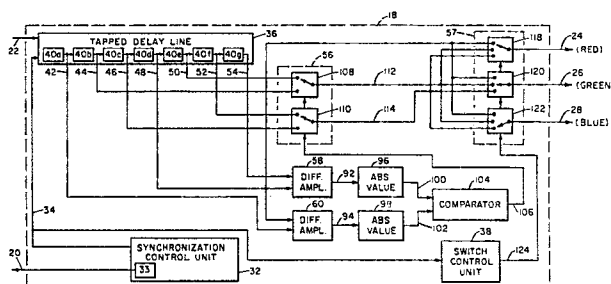 18
TAPPED DELAY LINE
36
57
118
24
22
40a 40b 40c 40d 40e 40f 40g
(RED)
42 44 46 48 50 52 54
56
108
112
120
26
(GREEN
110
114
122
28
(BLUE)
58
96
DIFF. AMPL.
92
ABS VALUE
100
104
60
99
COMPARATOR
DIFF. AMPL.
94
ABS VALUE
102
106
34
38
20
33
SYNCHRONIZATION CONTROL UNIT
32
SWITCH CONTROL UNIT
124